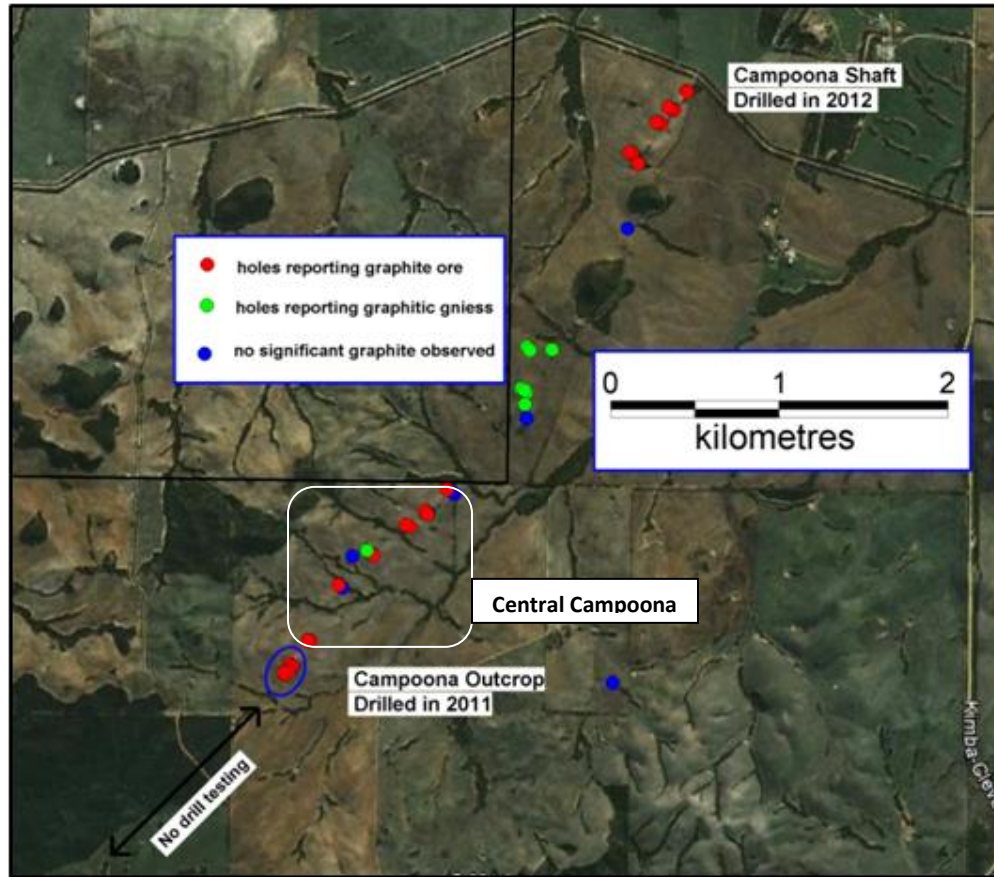 Campoona Shaft
Drilled in 2012
holes reporting graphite ore
holes reporting graphitic gniess
no significant graphite observed
0 1 2
kilometres
Central Campoona
Campoona Outcrop
Drilled in 2011
No drill testing
Kimba-Cleve